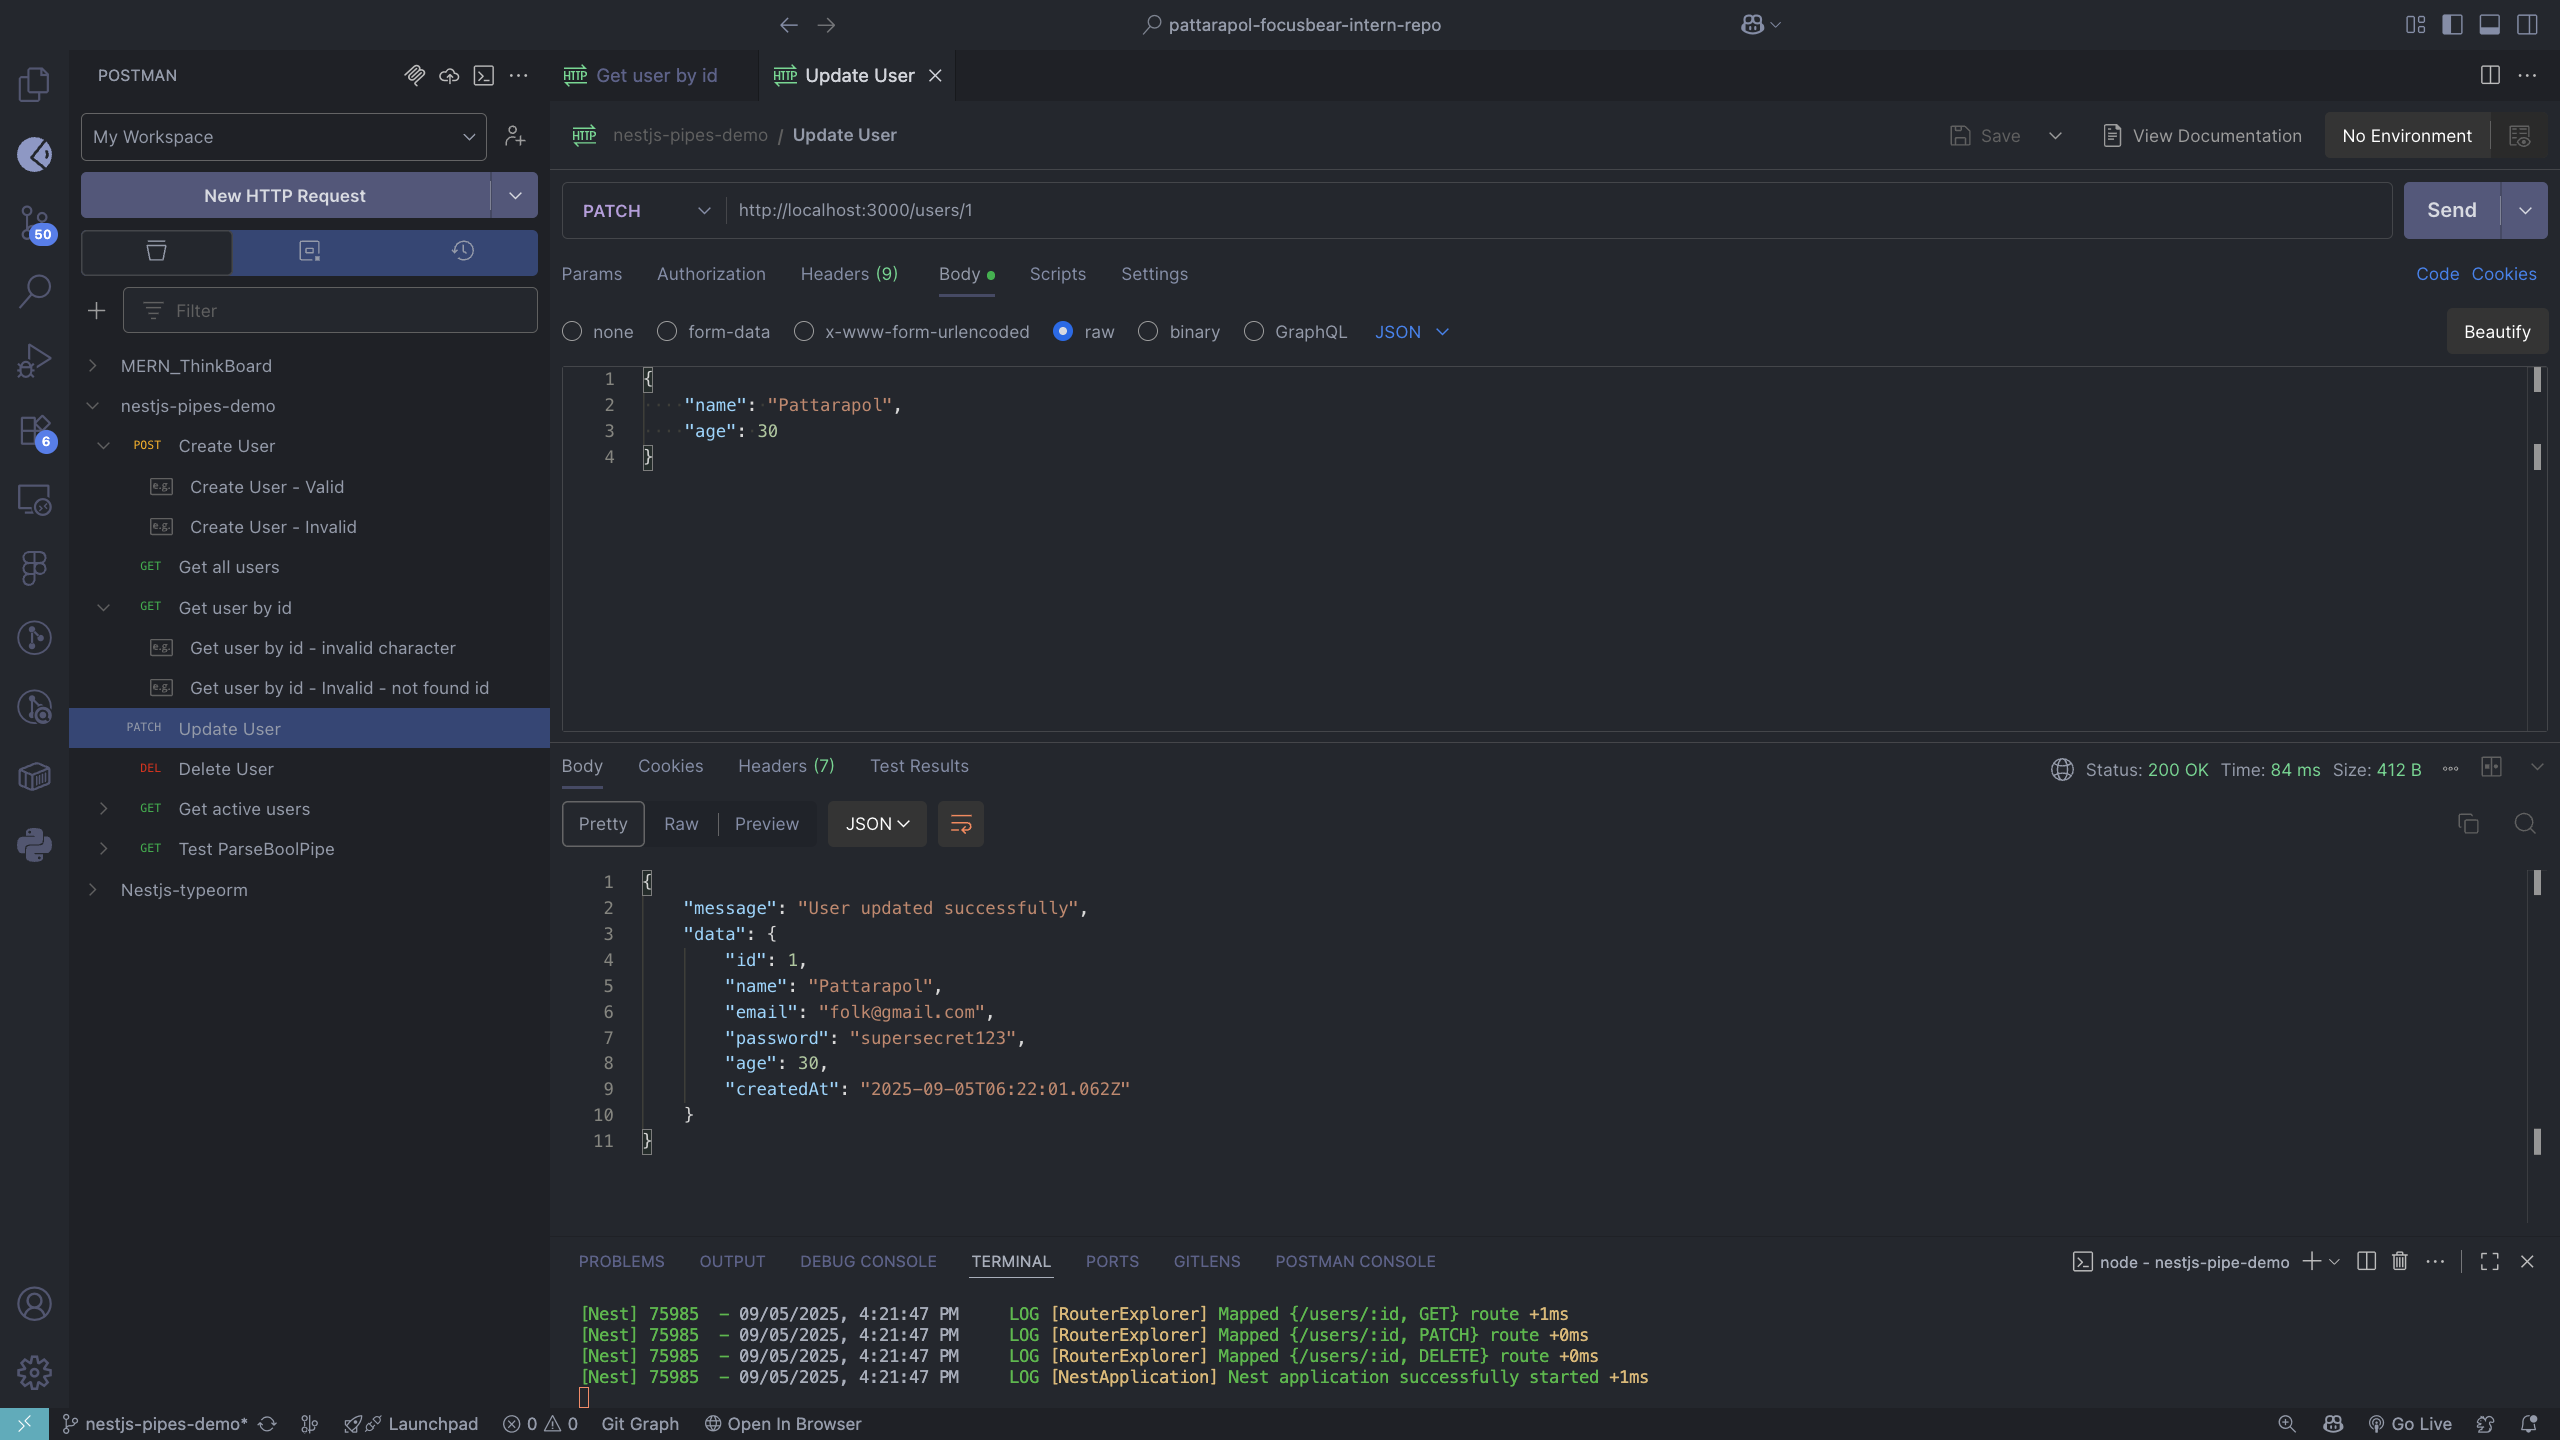 pattarapol-focusbear-intern-repo
POSTMAN
My Workspace
New HTTP Request
Filter
MERN_ThinkBoard
nestjs-pipes-demo
POST Create User
e.g. Create User - Valid
e.g. Create User - Invalid
GET Get all users
GET Get user by id
e.g. Get user by id - invalid character
e.g. Get user by id - Invalid - not found id
PATCH Update User
DEL Delete User
GET Get active users
GET Test ParseBoolPipe
Nestjs-typeorm
50
6
HTTP Get user by id
HTTP Update User
HTTP nestjs-pipes-demo / Update User
Save
View Documentation
No Environment
PATCH
http://localhost:3000/users/1
Send
Params Authorization Headers (9) Body Scripts Settings
Code Cookies
none form-data x-www-form-urlencoded raw binary GraphQL JSON
Beautify
1 {
2 "name": "Pattarapol",
3 "age": 30
4 }
Body Cookies Headers (7) Test Results
Status: 200 OK Time: 84 ms Size: 412 B
Pretty Raw Preview JSON
1 {
2 "message": "User updated successfully",
3 "data": {
4 "id": 1,
5 "name": "Pattarapol",
6 "email": "folk@gmail.com",
7 "password": "supersecret123",
8 "age": 30,
9 "createdAt": "2025-09-05T06:22:01.062Z"
10 }
11 }
PROBLEMS OUTPUT DEBUG CONSOLE TERMINAL PORTS GITLENS POSTMAN CONSOLE
node - nestjs-pipe-demo
[Nest] 75985 - 09/05/2025, 4:21:47 PM LOG [RouterExplorer] Mapped {/users/:id, GET} route +1ms
[Nest] 75985 - 09/05/2025, 4:21:47 PM LOG [RouterExplorer] Mapped {/users/:id, PATCH} route +0ms
[Nest] 75985 - 09/05/2025, 4:21:47 PM LOG [RouterExplorer] Mapped {/users/:id, DELETE} route +0ms
[Nest] 75985 - 09/05/2025, 4:21:47 PM LOG [NestApplication] Nest application successfully started +1ms
nestjs-pipes-demo* Launchpad 0 0 Git Graph Open In Browser
Go Live